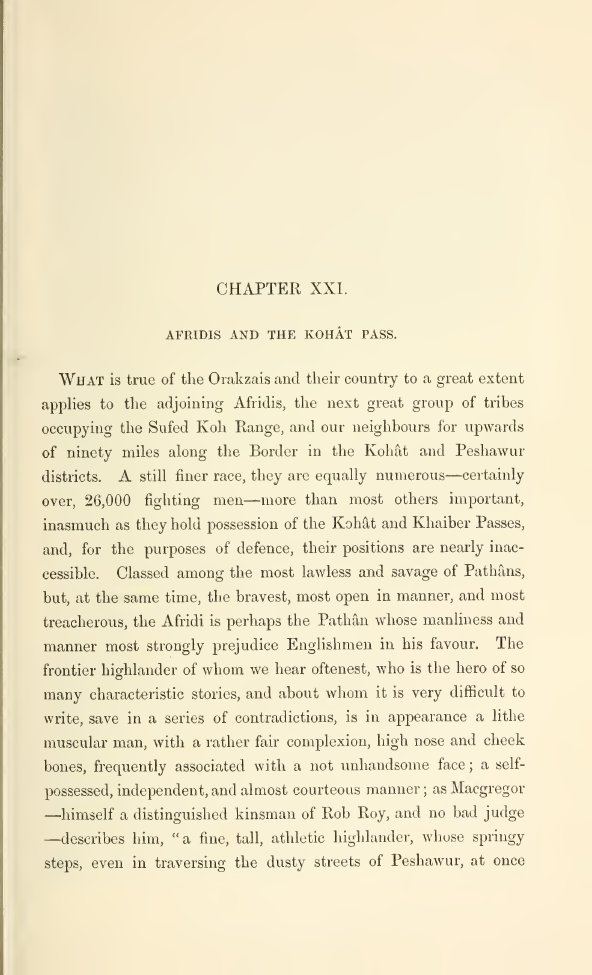 CHAPTER XXI.
AFRIDIS AND THE KOHÂT PASS.
WHAT is true of the Orakzais and their country to a great extent
applies to the adjoining Afridis, the next great group of tribes
occupying the Sufed Koh Range, and our neighbours for upwards
of ninety miles along the Border in the Kohât and Peshawur
districts. A still finer race, they are equally numerous—certainly
over, 26,000 fighting men—more than most others important,
inasmuch as they hold possession of the Kohât and Khaiber Passes,
and, for the purposes of defence, their positions are nearly inac-
cessible. Classed among the most lawless and savage of Pathâns,
but, at the same time, the bravest, most open in manner, and most
treacherous, the Afridi is perhaps the Pathân whose manliness and
manner most strongly prejudice Englishmen in his favour. The
frontier highlander of whom we hear oftenest, who is the hero of so
many characteristic stories, and about whom it is very difficult to
write, save in a series of contradictions, is in appearance a lithe
muscular man, with a rather fair complexion, high nose and cheek
bones, frequently associated with a not unhandsome face; a self-
possessed, independent, and almost courteous manner; as Macgregor
—himself a distinguished kinsman of Rob Roy, and no bad judge
—describes him, "a fine, tall, athletic highlander, whose springy
steps, even in traversing the dusty streets of Peshawur, at once